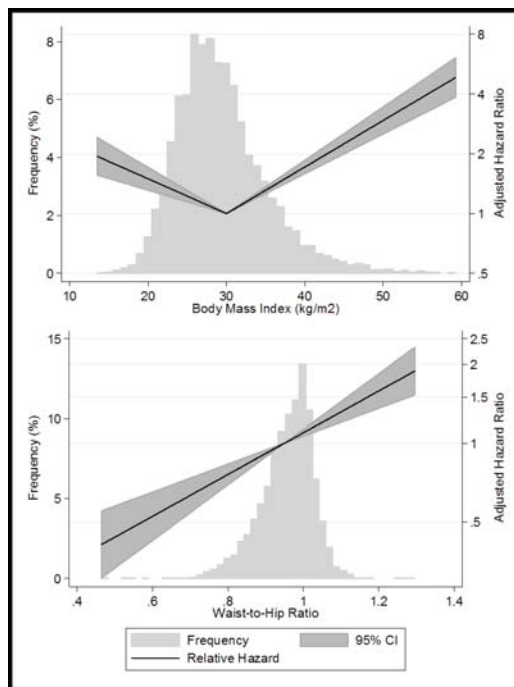 8
6
4
2
0
Frequency (%)
8
4
2
1
.5
Adjusted Hazard Ratio
10 20 30 40 50 60
Body Mass Index (kg/m2)
15
10
5
0
Frequency (%)
2.5
2
1.5
1
.5
Adjusted Hazard Ratio
.4 .6 .8 1 1.2 1.4
Waist-to-Hip Ratio
Frequency 95% CI
Relative Hazard